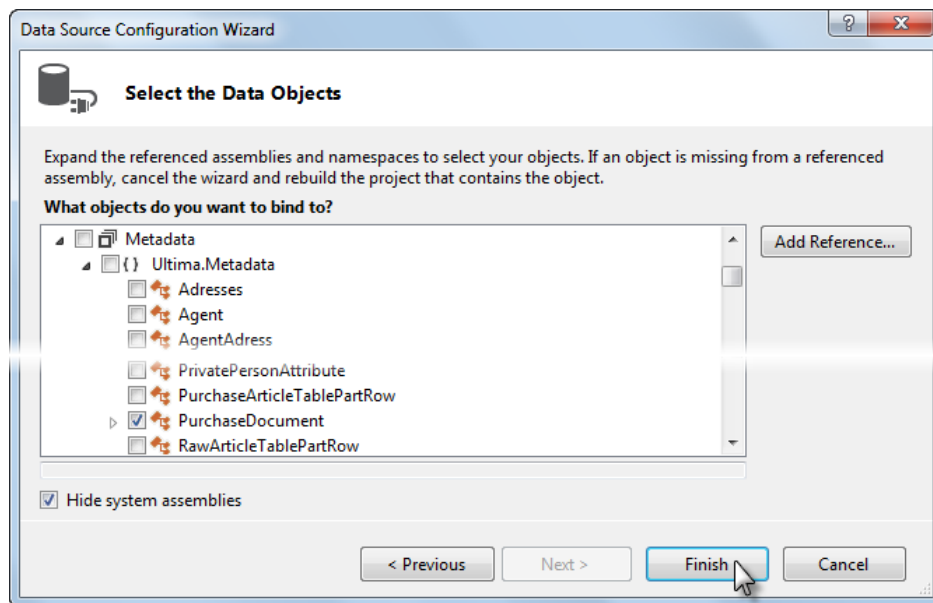 Data Source Configuration Wizard
?
Select the Data Objects
Expand the referenced assemblies and namespaces to select your objects. If an object is missing from a referenced
assembly, cancel the wizard and rebuild the project that contains the object.
What objects do you want to bind to?
Metadata
Add Reference...
{ } Ultima.Metadata
Adresses
Agent
AgentAdress
PrivatePersonAttribute
PurchaseArticleTablePartRow
PurchaseDocument
RawArticleTablePartRow
Hide system assemblies
< Previous
Next >
Finish
Cancel